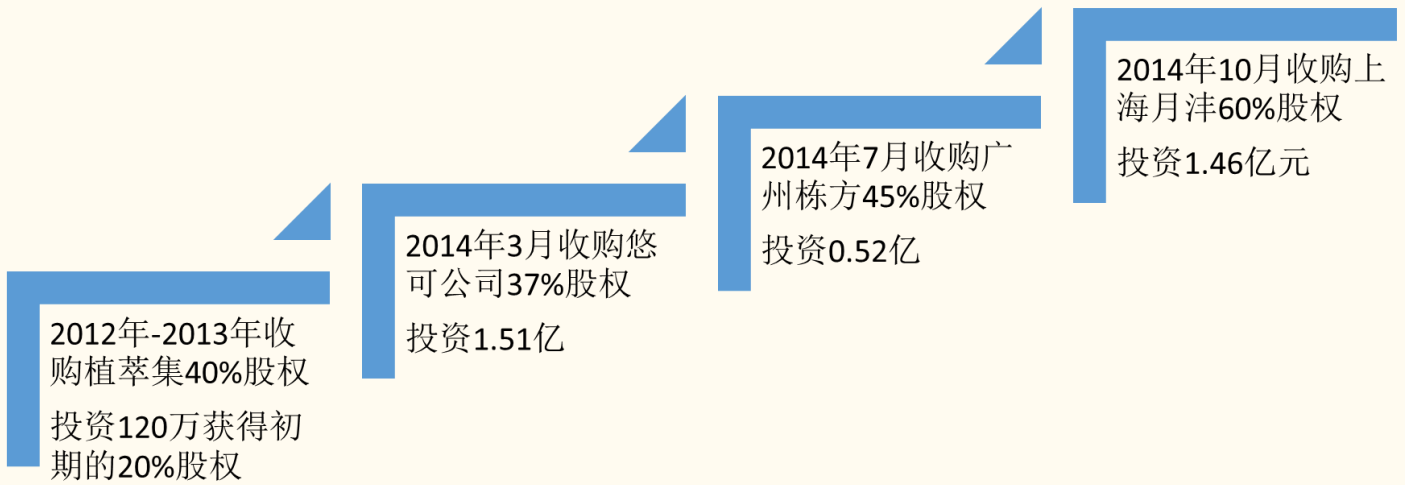 2012年-2013年收
购植萃集40%股权
投资120万获得初
期的20%股权
2014年3月收购悠
可公司37%股权
投资1.51亿
2014年7月收购广
州栋方45%股权
投资0.52亿
2014年10月收购上
海月沣60%股权
投资1.46亿元